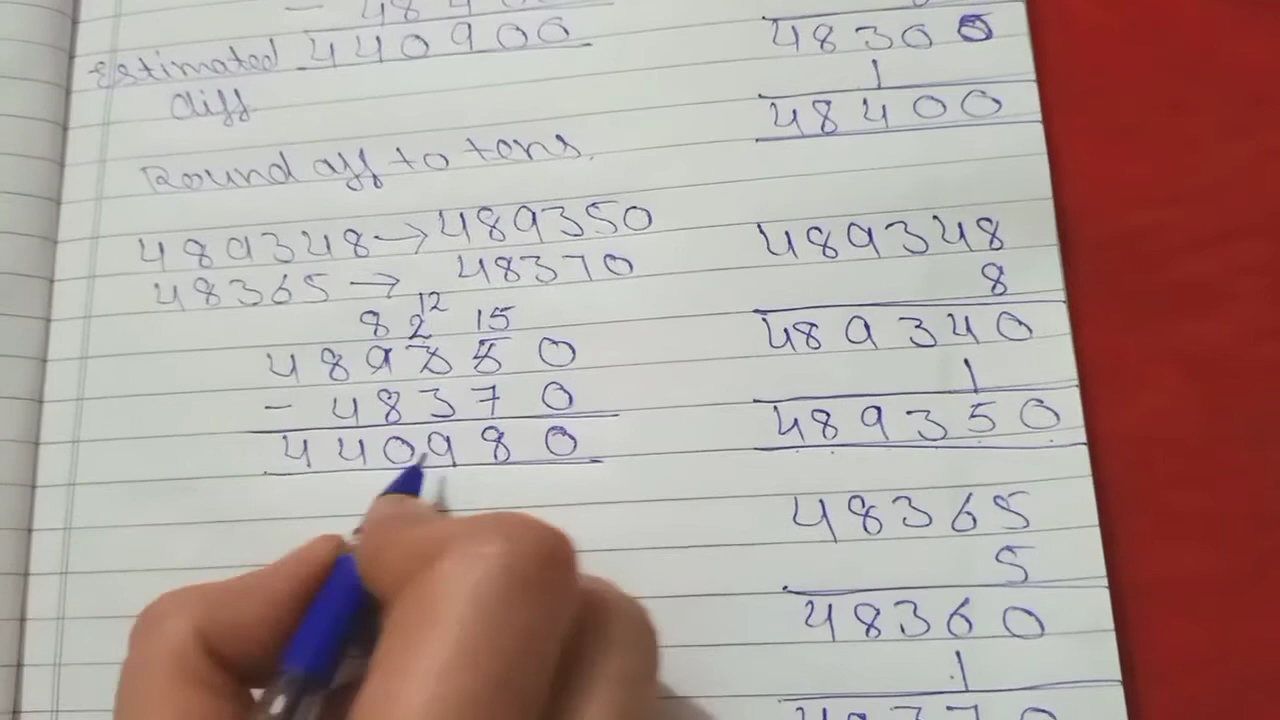 Estimated 440900
diff
Round off to tens.
489348 → 489350
48365 → 48370
8 2 12 15
489350
- 48370
440980
48300
1
48400
489348
8
489340
1
489350
48365
5
48360
1